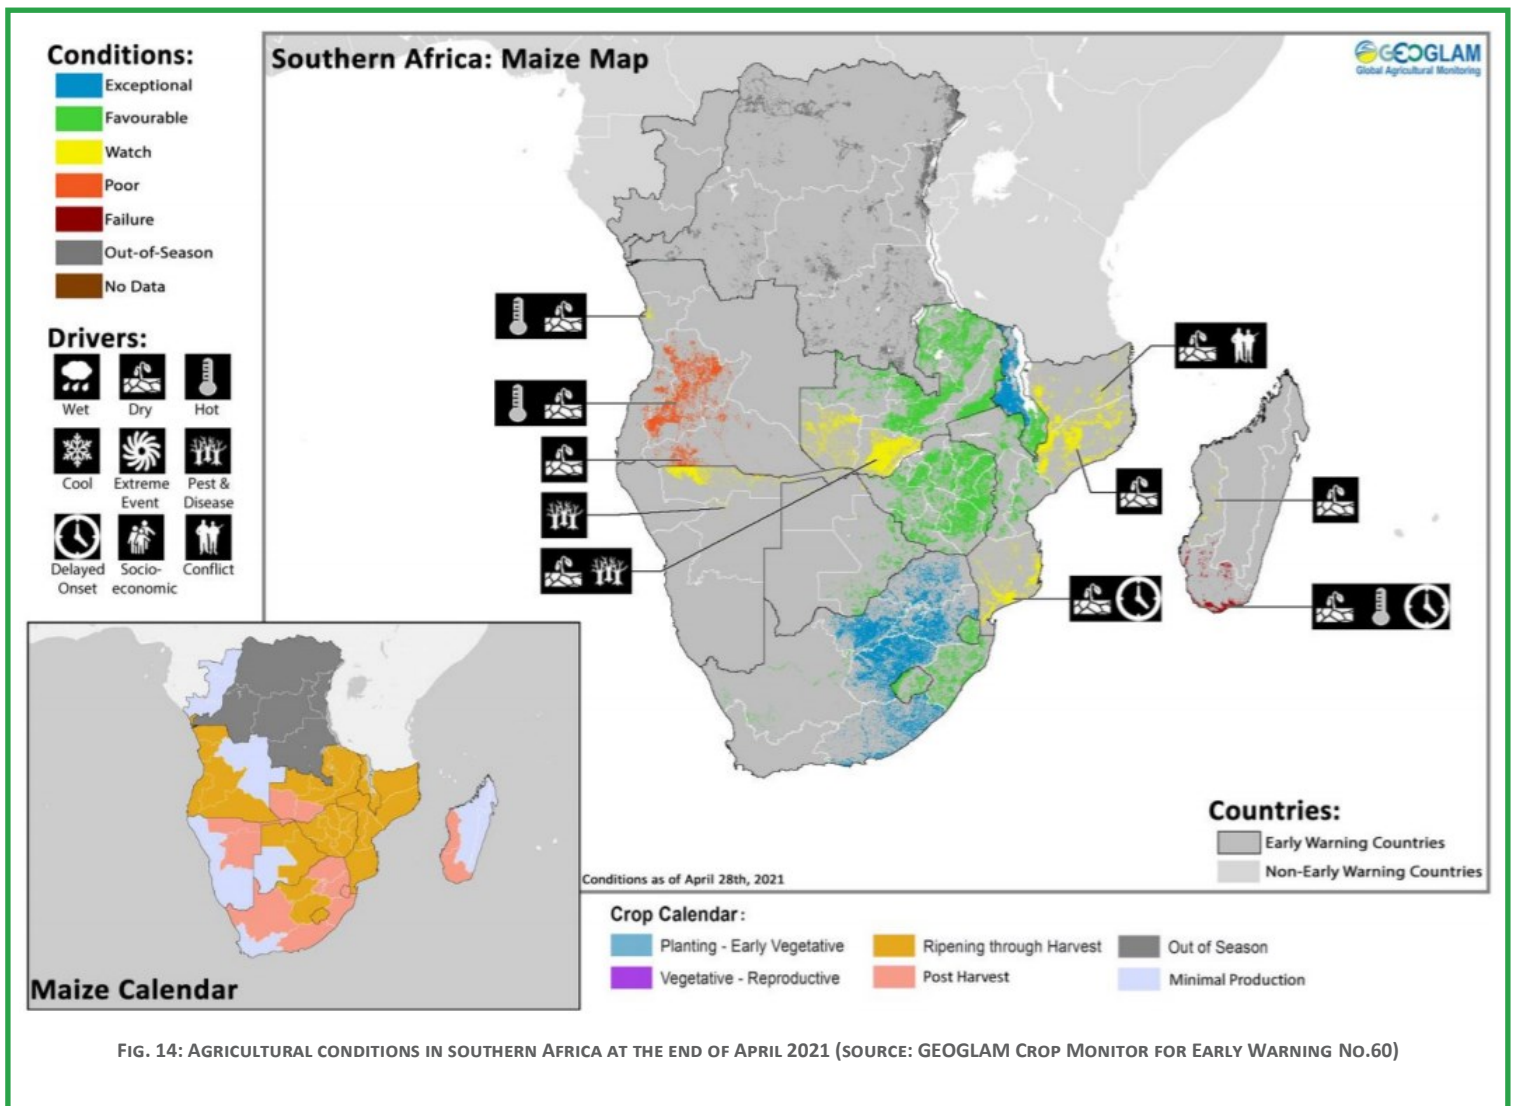 Conditions:
Exceptional
Favourable
Watch
Poor
Failure
Out-of-Season
No Data
Drivers:
Wet
Dry
Hot
Cool
Extreme Event
Pest & Disease
Delayed Onset
Socio-economic
Conflict
Southern Africa: Maize Map
GEOGLAM
Global Agricultural Monitoring
Countries:
Early Warning Countries
Non-Early Warning Countries
Conditions as of April 28th, 2021
Maize Calendar
Crop Calendar:
Planting - Early Vegetative
Vegetative - Reproductive
Ripening through Harvest
Post Harvest
Out of Season
Minimal Production
FIG. 14: AGRICULTURAL CONDITIONS IN SOUTHERN AFRICA AT THE END OF APRIL 2021 (SOURCE: GEOGLAM CROP MONITOR FOR EARLY WARNING NO.60)